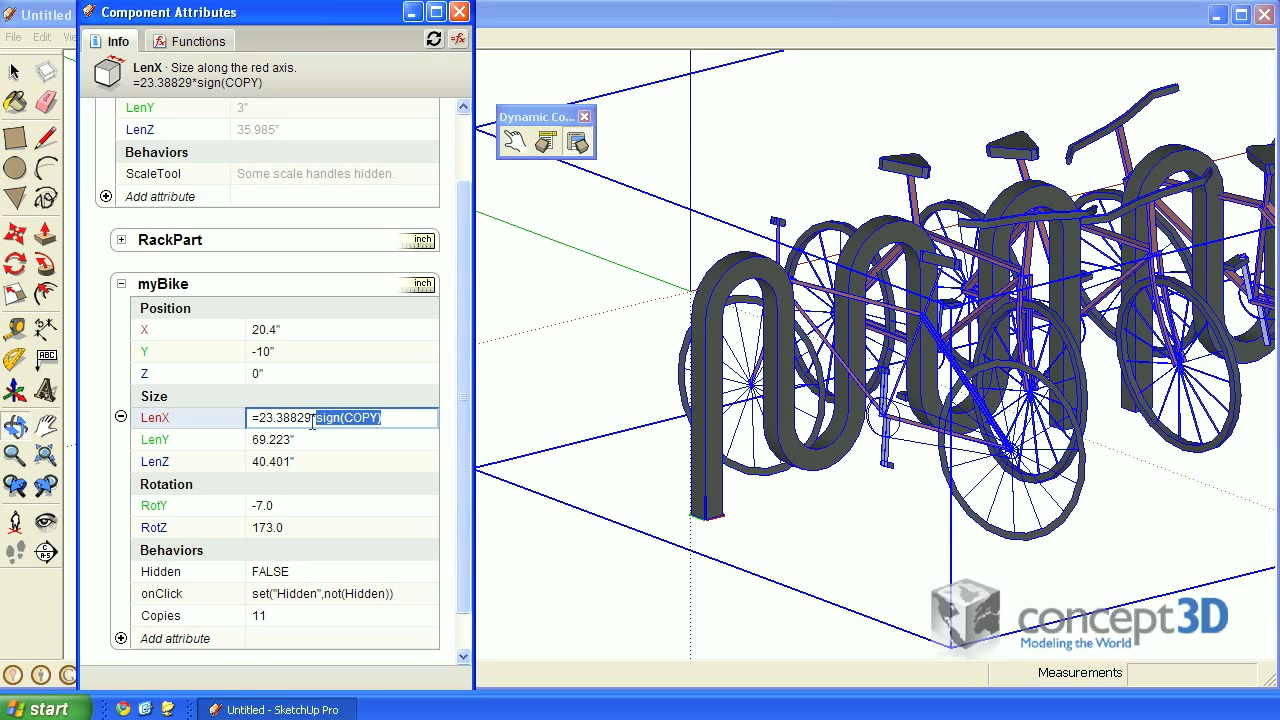 Untitled
Component Attributes
File Edit Vi
Info
Functions
LenX · Size along the red axis.
=23.38829*sign(COPY)
LenY 3"
LenZ 35.985"
Behaviors
ScaleTool Some scale handles hidden.
Add attribute
RackPart inch
myBike inch
Position
X 20.4"
Y -10"
Z 0"
Size
LenX =23.38829*sign(COPY)
LenY 69.223"
LenZ 40.401"
Rotation
RotY -7.0
RotZ 173.0
Behaviors
Hidden FALSE
onClick set("Hidden",not(Hidden))
Copies 11
Add attribute
Dynamic Co...
ABC
concept3D
Modeling the World
Measurements
start
Untitled - SketchUp Pro